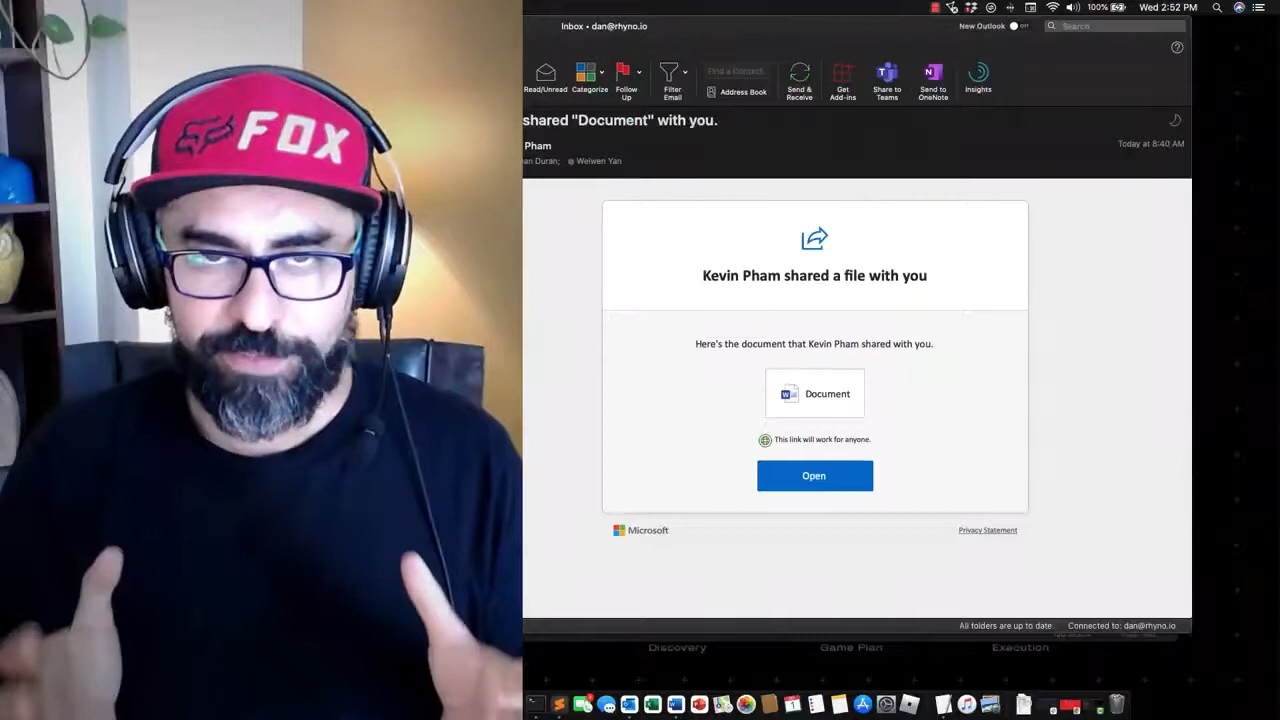 100%
Wed 2:52 PM
Inbox • dan@rhyno.io
New Outlook
Off
Search
FOX
Read/Unread
Categorize
Follow
Up
Filter
Email
Find a Contact
Address Book
Send &
Receive
Get
Add-ins
Share to
Teams
Send to
OneNote
Insights
shared "Document" with you.
Pham
Today at 8:40 AM
an Duran; Weiwen Yan
Kevin Pham shared a file with you
Here's the document that Kevin Pham shared with you.
Document
This link will work for anyone.
Open
Microsoft
Privacy Statement
All folders are up to date.
Connected to: dan@rhyno.io
Discovery
Game Plan
Execution